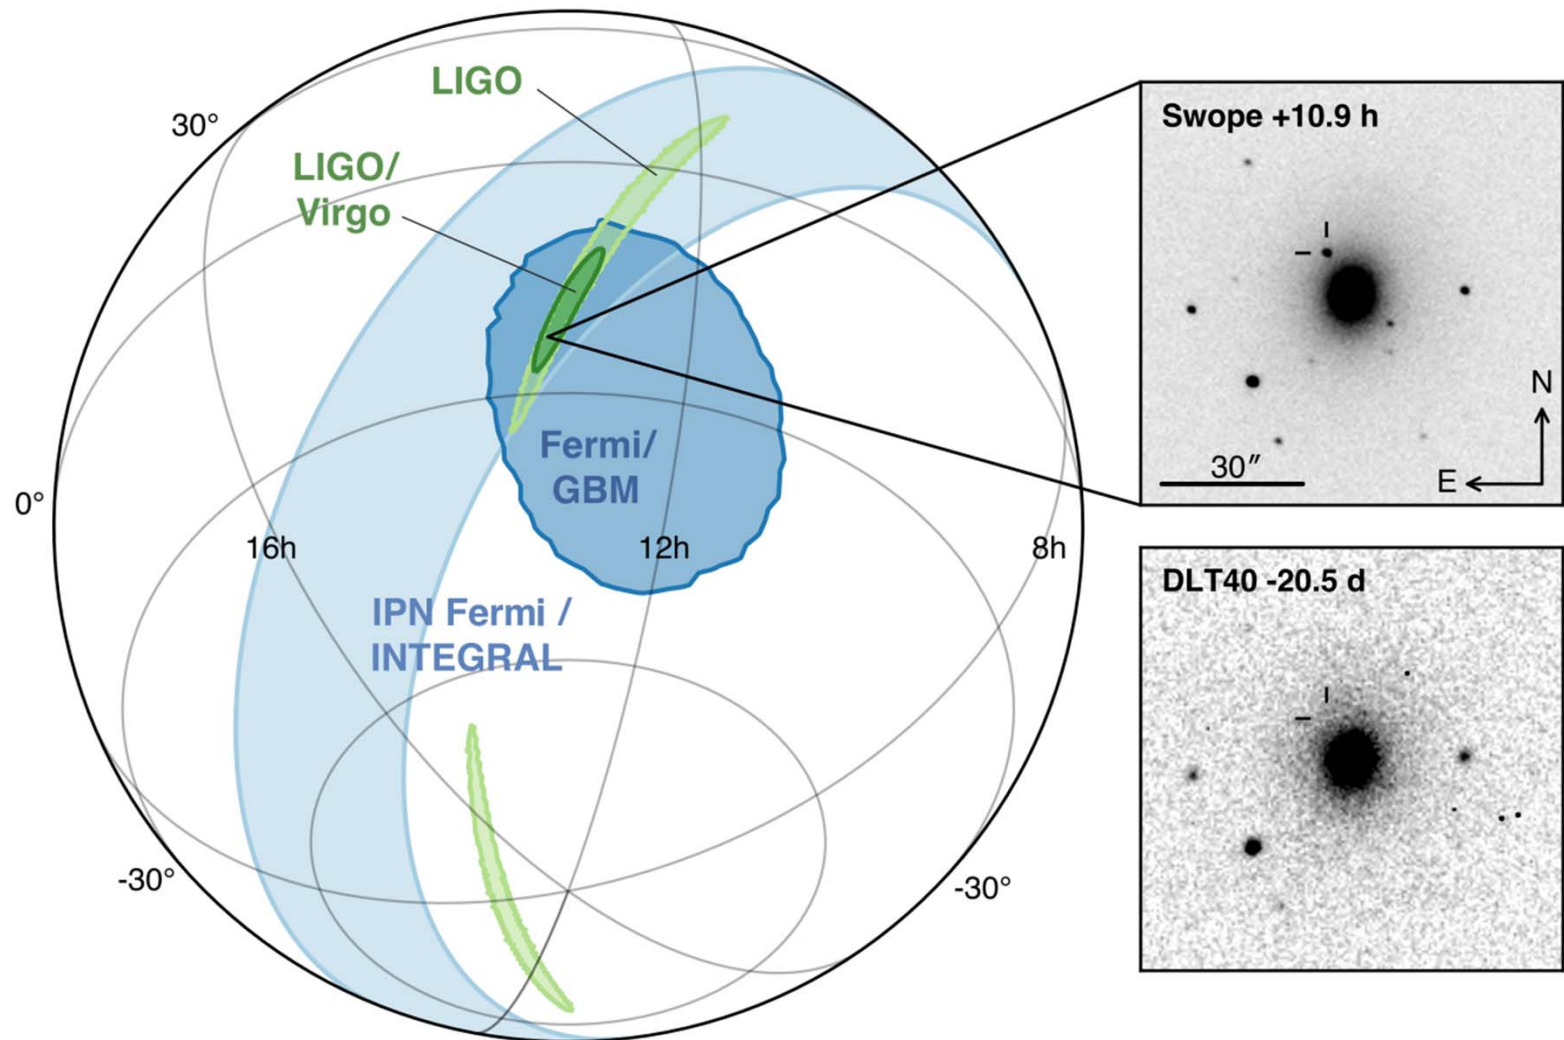 LIGO
30°
LIGO/
Virgo
0°
Fermi/
GBM
16h
12h
8h
IPN Fermi /
INTEGRAL
-30°
-30°
Swope +10.9 h
N
30″
E
DLT40 -20.5 d